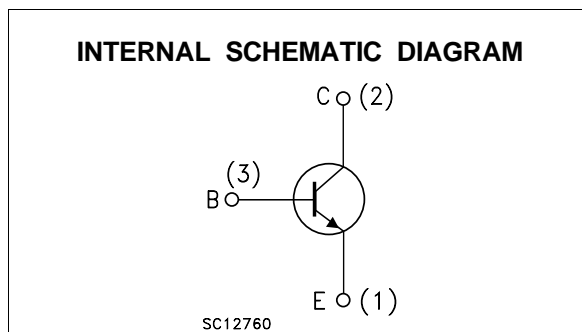 INTERNAL SCHEMATIC DIAGRAM
C (2)
(3)
B
E (1)
SC12760